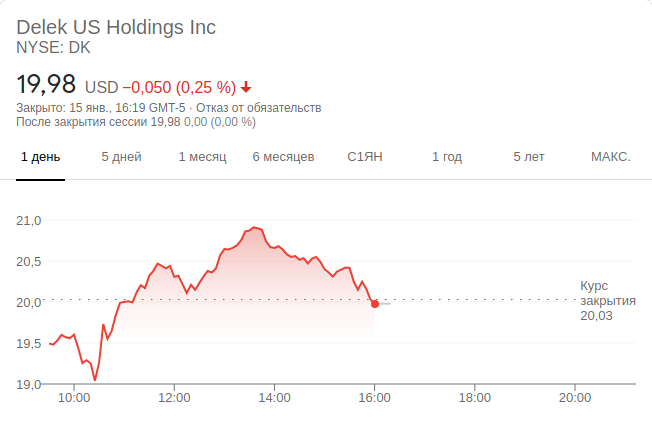 Delek US Holdings Inc
NYSE: DK
19,98 USD −0,050 (0,25 %)
Закрыто: 15 янв., 16:19 GMT-5 · Отказ от обязательств
После закрытия сессии 19,98 0,00 (0,00 %)
1 день 5 дней 1 месяц 6 месяцев С1ЯН 1 год 5 лет МАКС.
21,0
20,5
20,0
19,5
19,0
Курс
закрытия
20,03
10:00 12:00 14:00 16:00 18:00 20:00